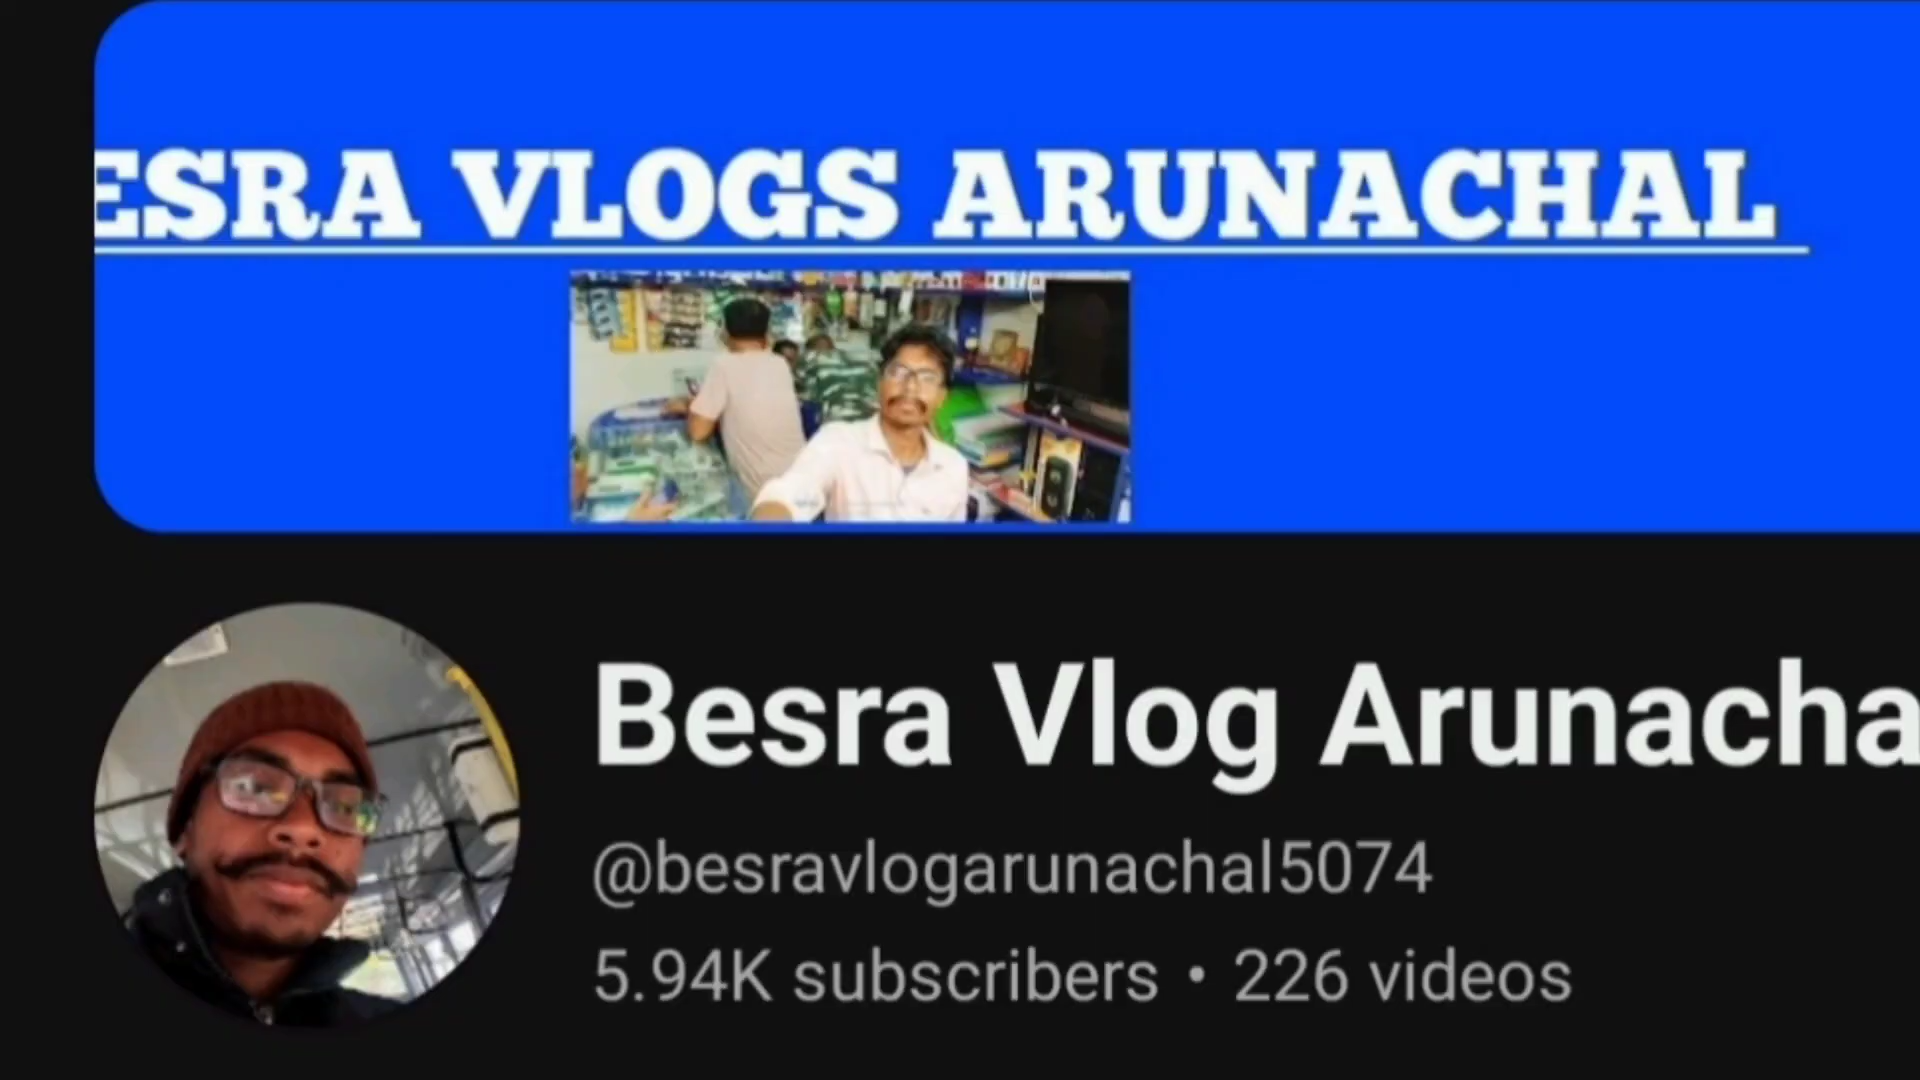 ESRA VLOGS ARUNACHAL
Besra Vlog Arunacha
@besravlogarunachal5074
5.94K subscribers • 226 videos